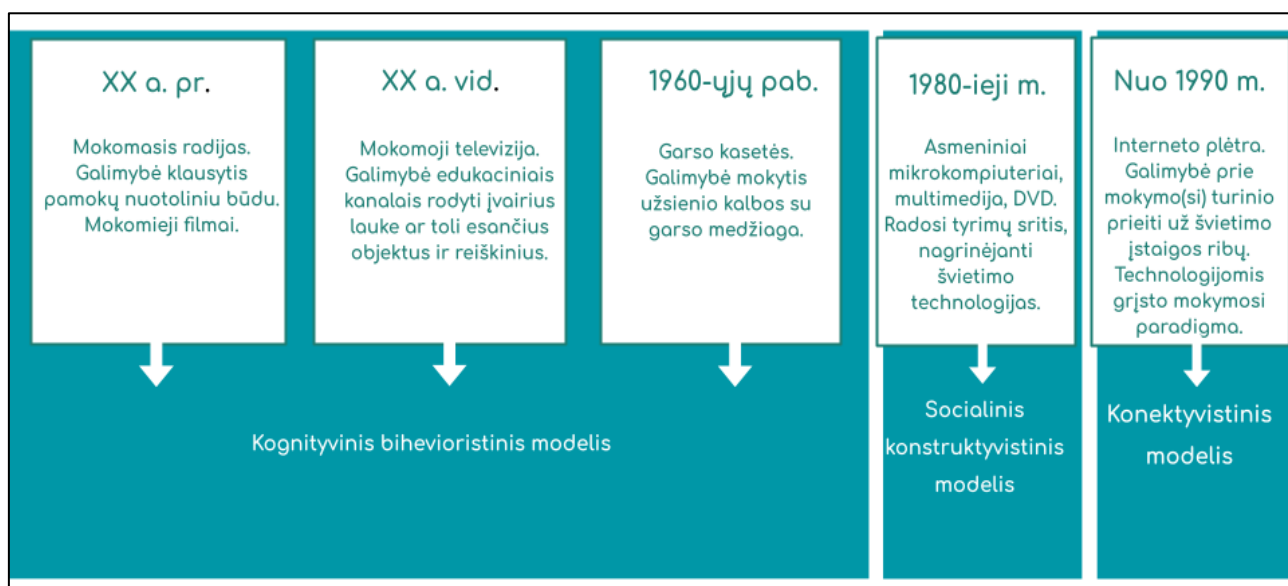 XX a. pr.
Mokomasis radijas.
Galimybė klausytis
pamokų nuotoliniu būdu.
Mokomieji filmai.
XX a. vid.
Mokomoji televizija.
Galimybė edukaciniais
kanalais rodyti įvairius
lauke ar toli esančius
objektus ir reiškinius.
1960-ųjų pab.
Garso kasetės.
Galimybė mokytis
užsienio kalbos su
garso medžiaga.
1980-ieji m.
Asmeniniai
mikrokompiuteriai,
multimedija, DVD.
Radosi tyrimų sritis,
nagrinėjanti
švietimo
technologijas.
Nuo 1990 m.
Interneto plėtra.
Galimybė prie
mokymo(si) turinio
prieiti už švietimo
įstaigos ribų.
Technologijomis
grįsto mokymosi
paradigma.
Kognityvinis bihevioristinis modelis
Socialinis
konstruktyvistinis
modelis
Konektyvistinis
modelis